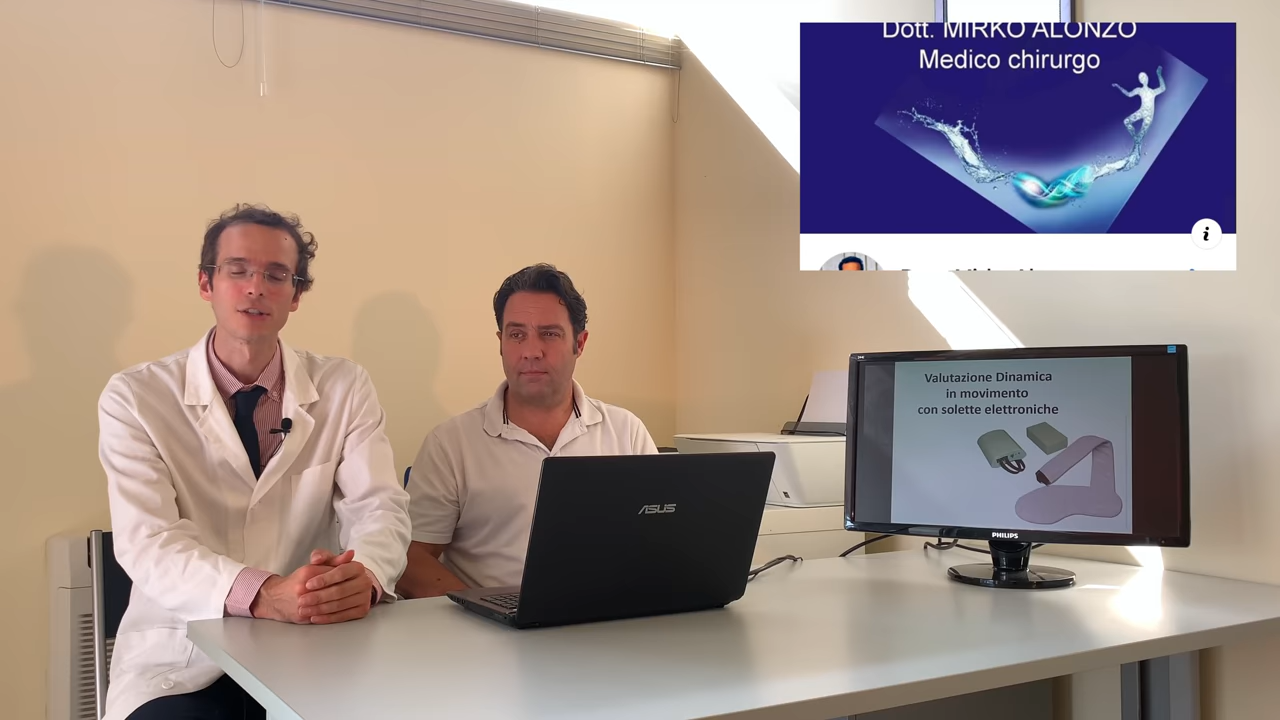 Dott. MIRKO ALONZO
Medico chirurgo
i
Valutazione Dinamica
in movimento
con solette elettroniche
ASUS
PHILIPS